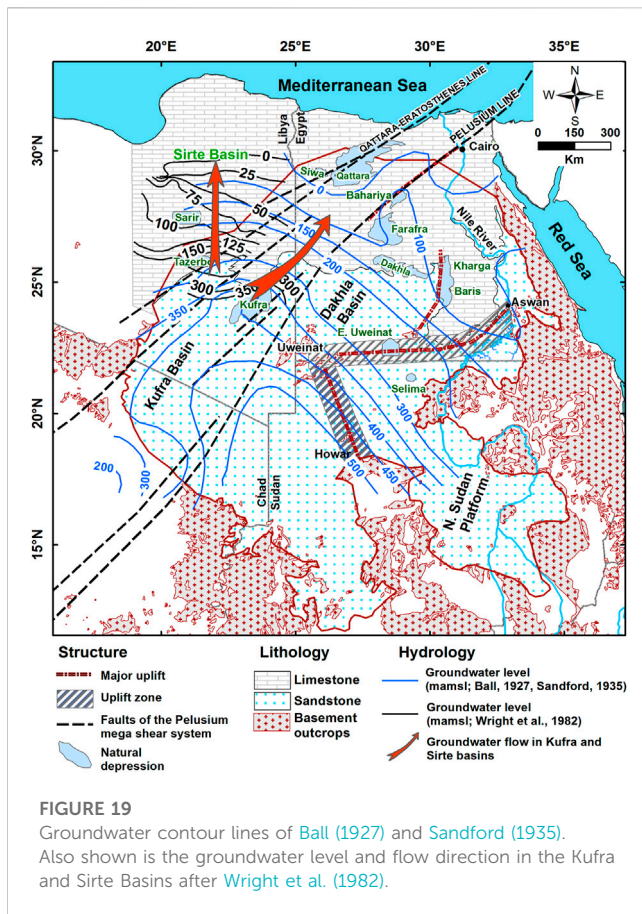 20°E 25°E 30°E 35°E
Mediterranean Sea
N
W E
S
0 150 300
Km
Libya
Egypt
QATTARA-ERATOSTHENES LINE
PELUSIUM LINE
30°N
Cairo
Sirte Basin
0
25
Siwa
Qattara
0
75
50
Bahariya
Sarir
100
150
100
Farafra
Nile River
Red Sea
125
150
200
Tazerbo
Dakhla
Kharga
300
350
300
25°N
350
Kufra
Baris
Aswan
Dakhla
Basin
E. Uweinat
Uweinat
Selima
Kufra Basin
20°N
300
400
200
300
Howar
500
450
Chad
Sudan
N. Sudan
Platform
15°N
Structure
Major uplift
Uplift zone
Faults of the Pelusium
mega shear system
Natural
depression
Lithology
Limestone
Sandstone
Basement
outcrops
Hydrology
Groundwater level
(mamsl; Ball, 1927, Sandford, 1935)
Groundwater level
(mamsl; Wright et al., 1982)
Groundwater flow in Kufra and
Sirte basins
FIGURE 19
Groundwater contour lines of Ball (1927) and Sandford (1935).
Also shown is the groundwater level and flow direction in the Kufra
and Sirte Basins after Wright et al. (1982).